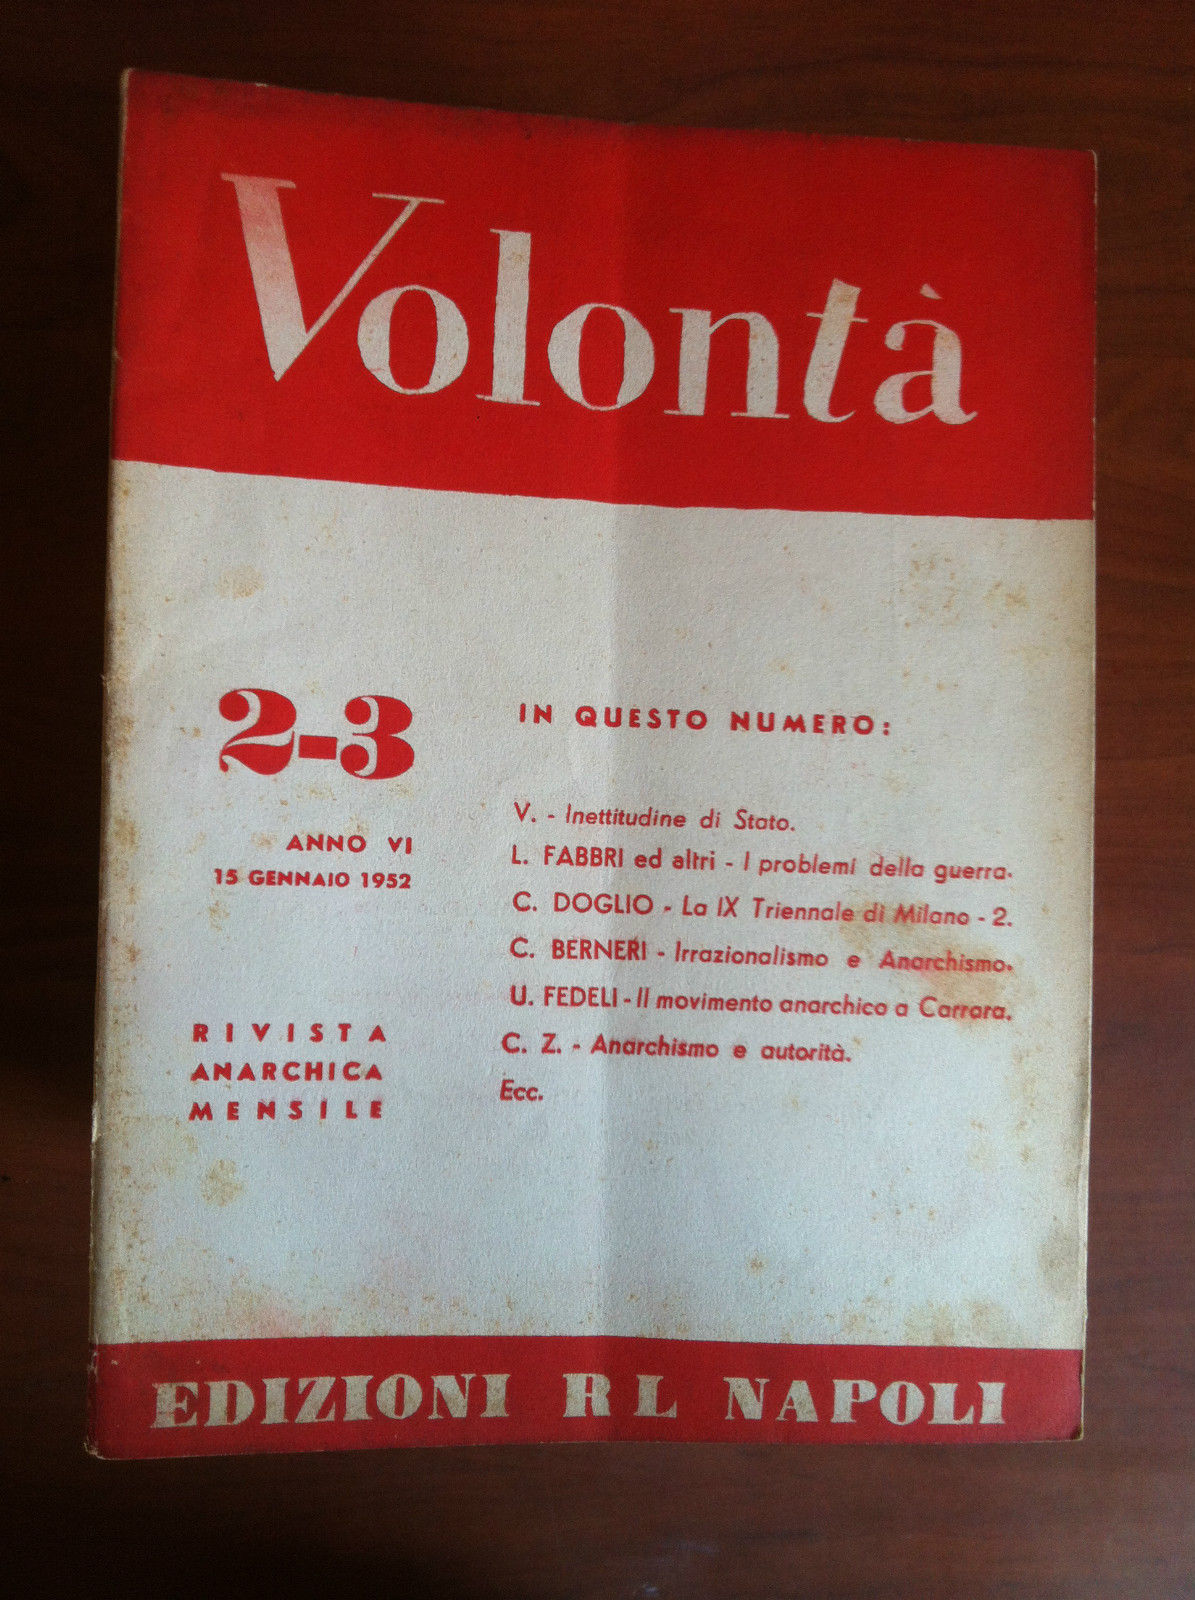 Volontà
2-3
ANNO VI
15 GENNAIO 1952
RIVISTA
ANARCHICA
MENSILE
IN QUESTO NUMERO:
V. - Inettitudine di Stato.
L. FABBRI ed altri - I problemi della guerra.
C. DOGLIO - La IX Triennale di Milano - 2.
C. BERNERI - Irrazionalismo e Anarchismo.
U. FEDELI - Il movimento anarchico a Carrara.
C. Z. - Anarchismo e autorità.
Ecc.
EDIZIONI RL NAPOLI